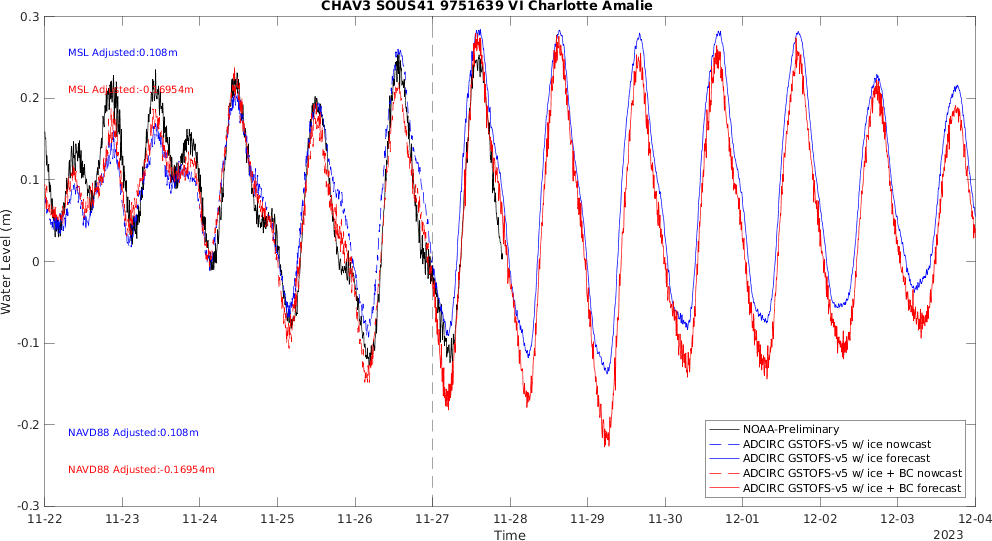 CHAV3 SOUS41 9751639 VI Charlotte Amalie
0.3
0.2
0.1
0
-0.1
-0.2
-0.3
Water Level (m)
MSL Adjusted:0.108m
MSL Adjusted:-0.16954m
NAVD88 Adjusted:0.108m
NAVD88 Adjusted:-0.16954m
NOAA-Preliminary
ADCIRC GSTOFS-v5 w/ ice nowcast
ADCIRC GSTOFS-v5 w/ ice forecast
ADCIRC GSTOFS-v5 w/ ice + BC nowcast
ADCIRC GSTOFS-v5 w/ ice + BC forecast
11-22 11-23 11-24 11-25 11-26 11-27 11-28 11-29 11-30 12-01 12-02 12-03 12-04
Time
2023